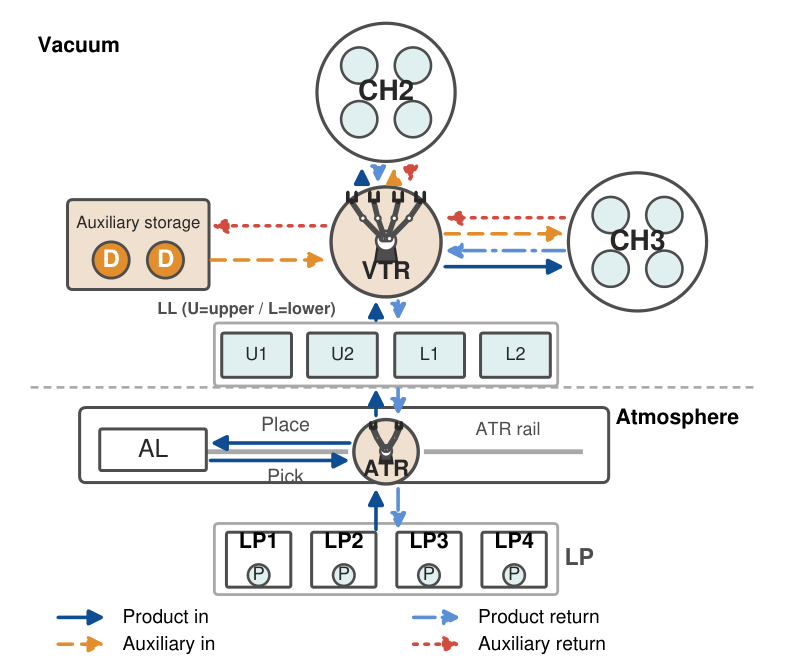 Vacuum
CH2
Auxiliary storage
D D
CH3
VTR
LL (U=upper / L=lower)
U1 U2 L1 L2
Atmosphere
Place
ATR rail
AL
ATR
Pick
LP1 LP2 LP3 LP4
LP
P P P P
Product in Product return
Auxiliary in Auxiliary return